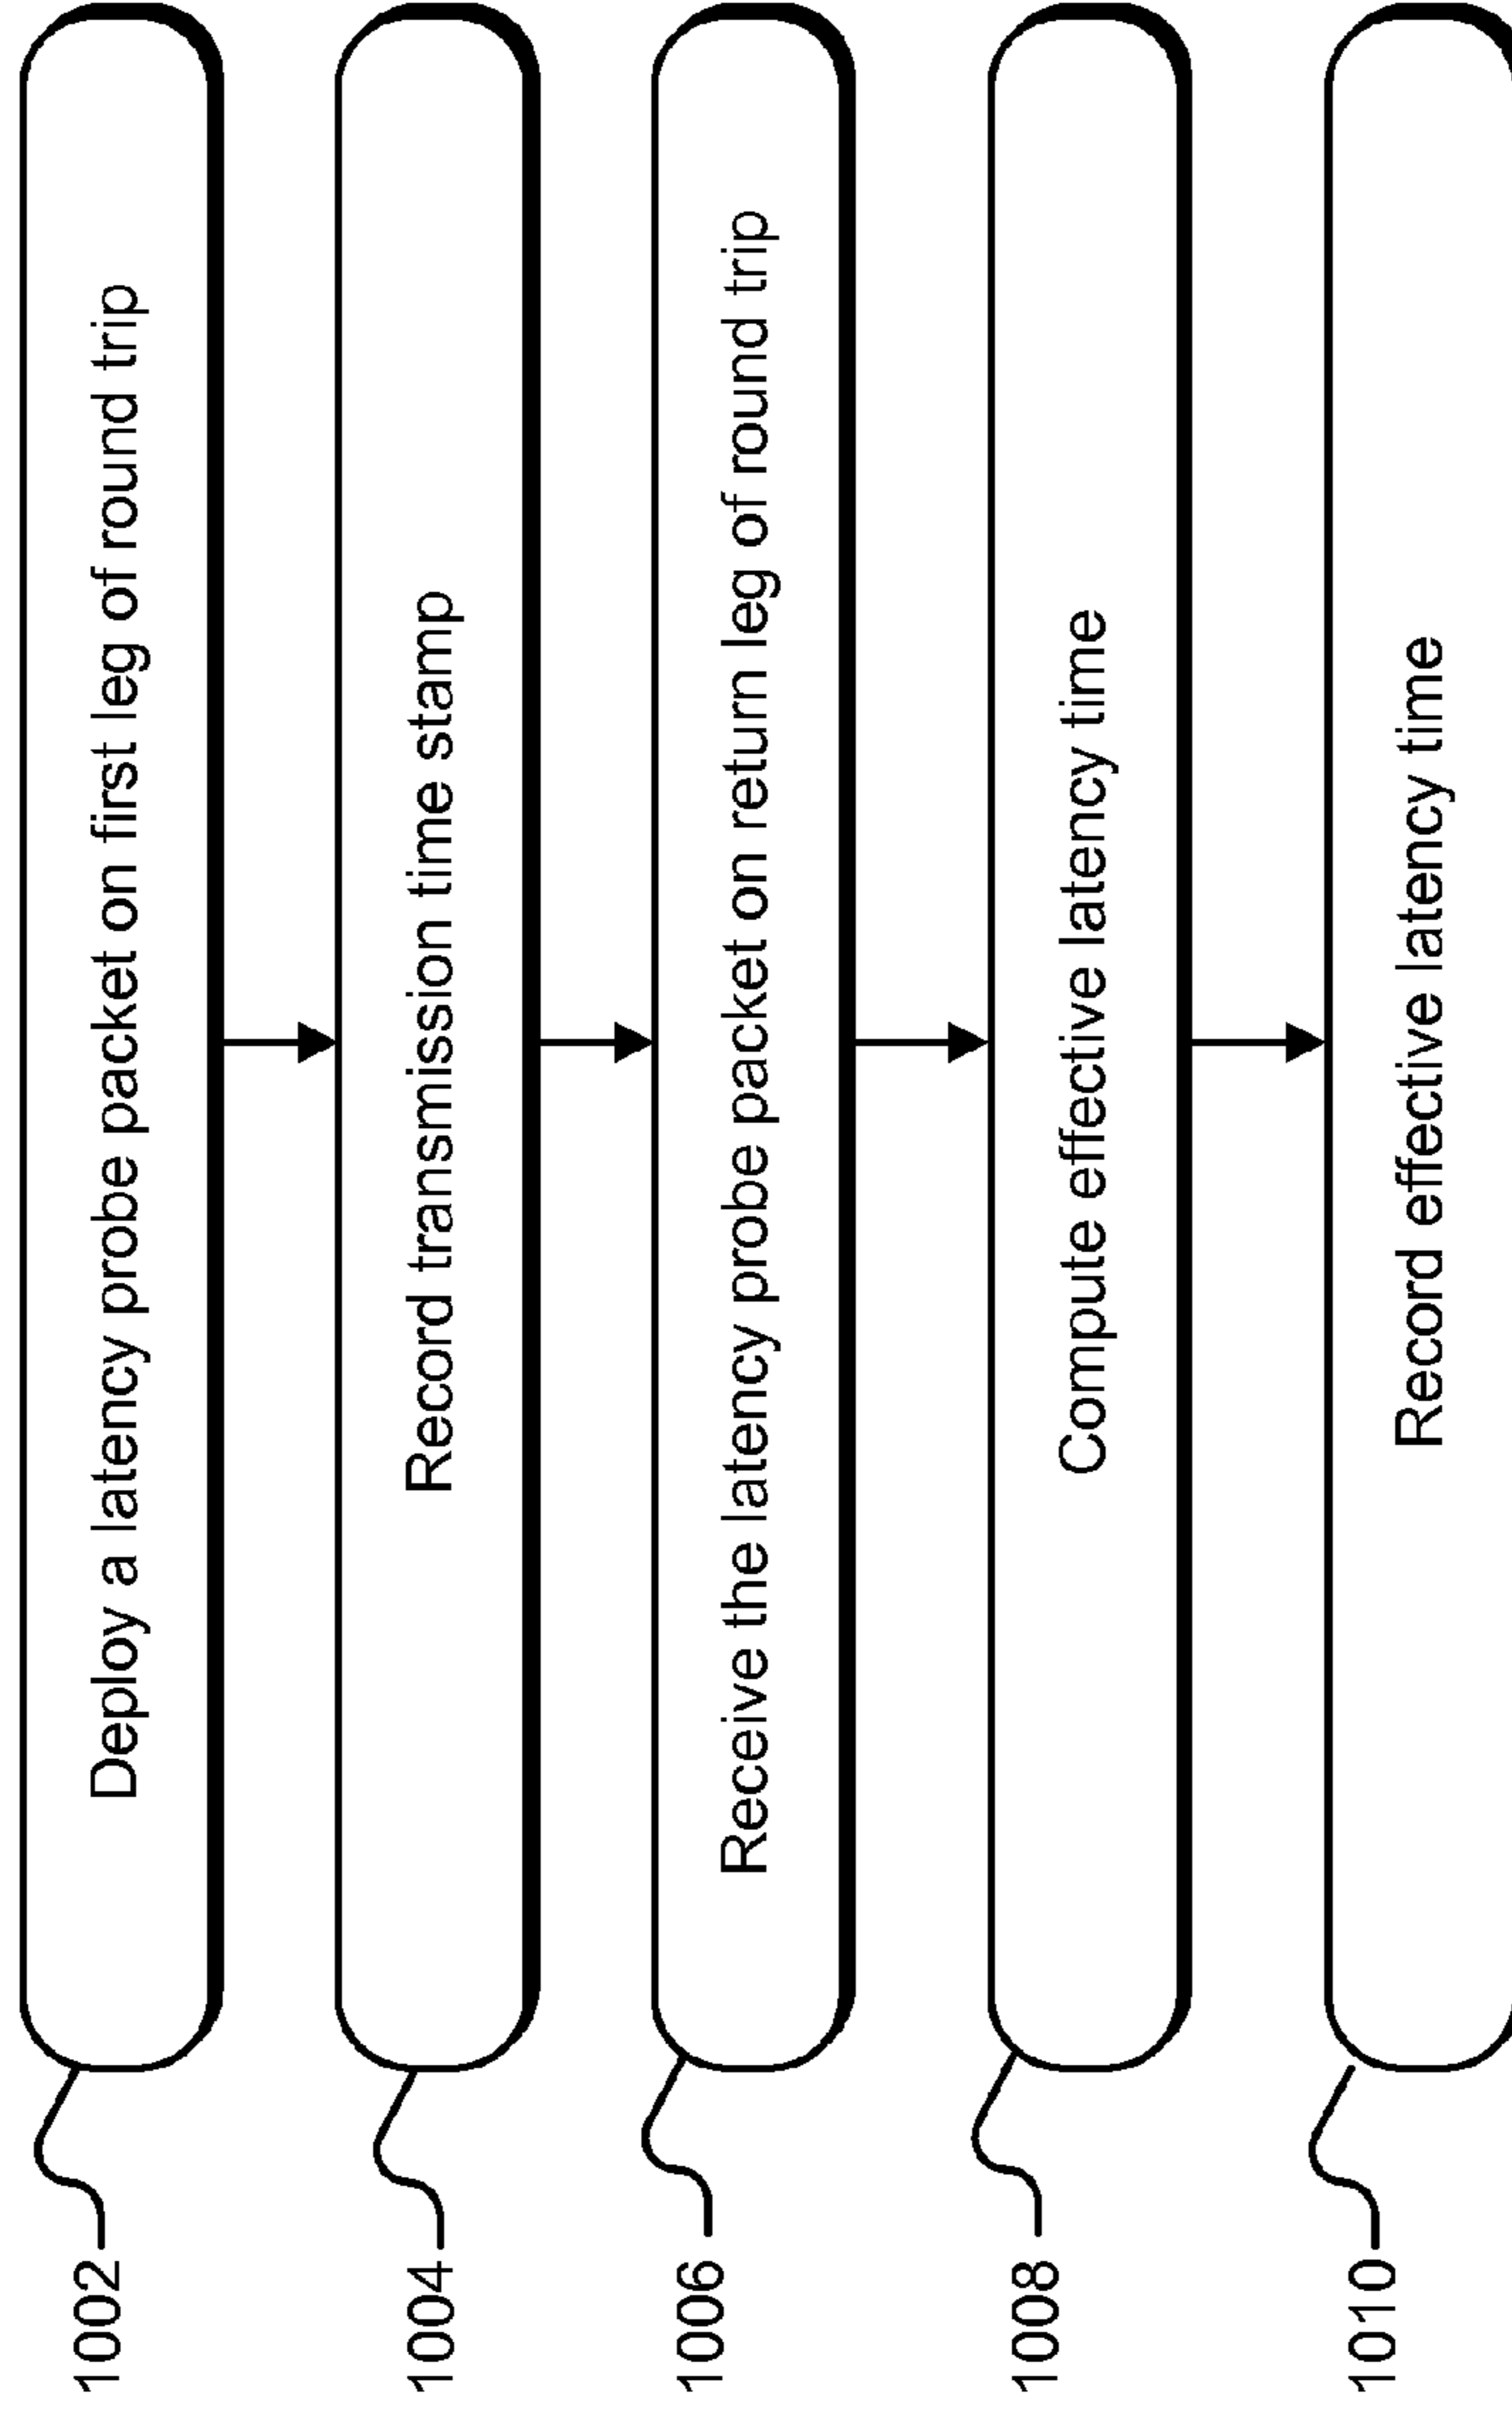 1002
Deploy a latency probe packet on first leg of round trip
1004
Record transmission time stamp
1006
Receive the latency probe packet on return leg of round trip
1008
Compute effective latency time
1010
Record effective latency time